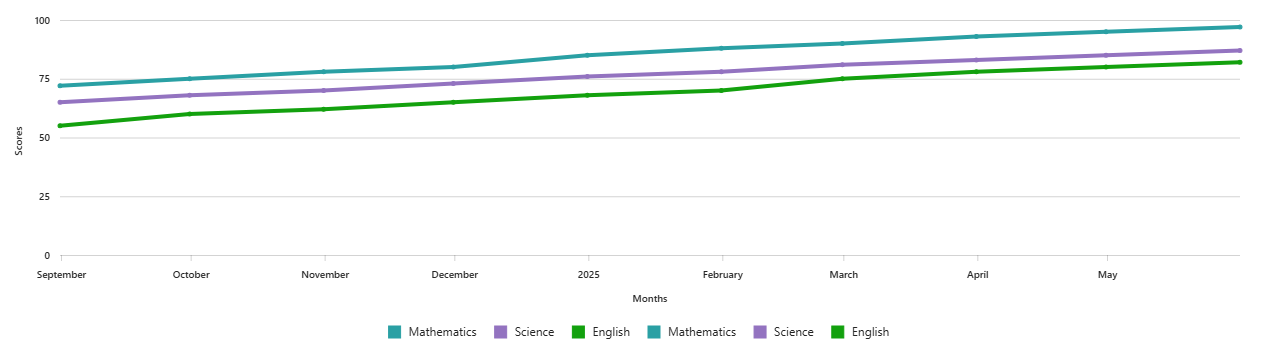 100
75
50
25
0
Scores
September October November December 2025 February March April May
Months
Mathematics Science English Mathematics Science English